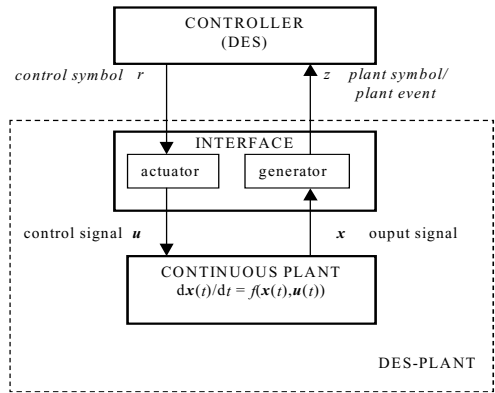 CONTROLLER
(DES)
control symbol r
z plant symbol/
plant event
INTERFACE
actuator
generator
control signal u
x ouput signal
CONTINUOUS PLANT
dx(t)/dt = f(x(t),u(t))
DES-PLANT